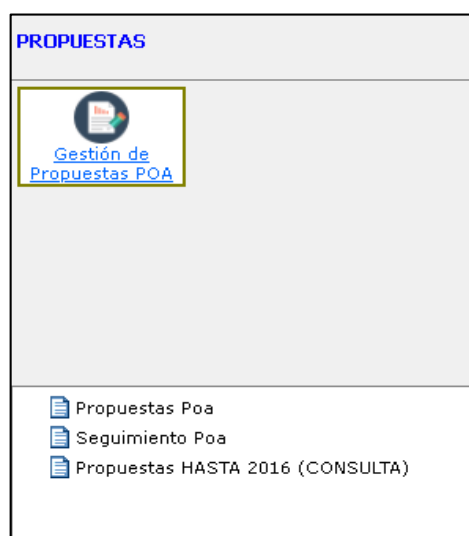 PROPUESTAS
Gestión de
Propuestas POA
Propuestas Poa
Seguimiento Poa
Propuestas HASTA 2016 (CONSULTA)